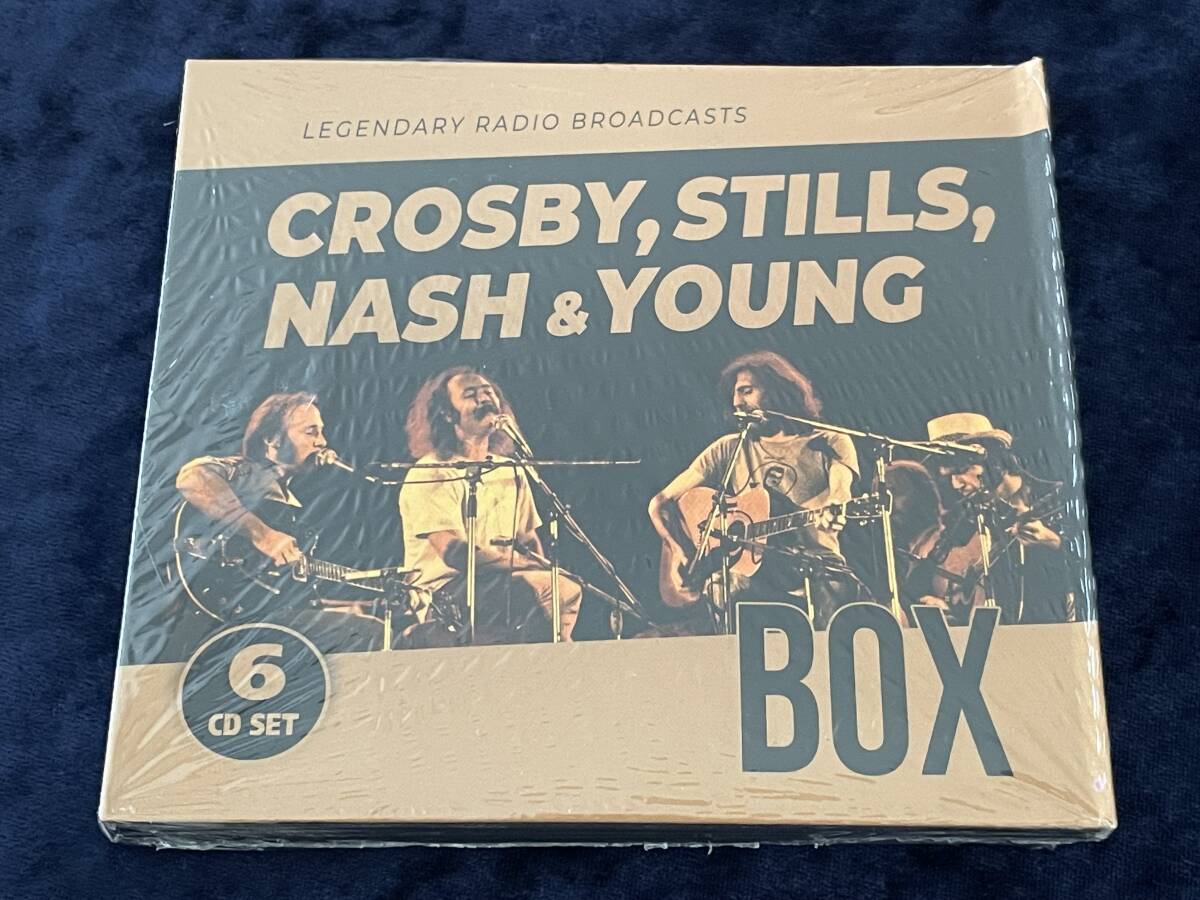 LEGENDARY RADIO BROADCASTS
CROSBY, STILLS,
NASH & YOUNG
6
CD SET
BOX